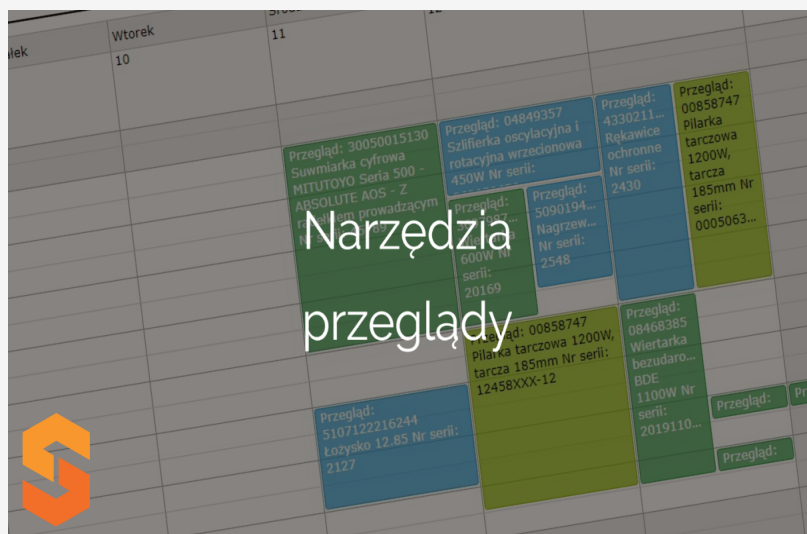 Wtorek
10
11
Przegląd: 30050015130
Suwmiarka cyfrowa
MITUTOYO Seria 500 -
ABSOLUTE AOS - Z
prowadzącym
Przegląd: 04849357
Szlifierka oscylacyjna i
rotacyjna wrzecionowa
450W Nr serii:
Przegląd:
4330211...
Rękawice
ochronne
Nr serii:
2430
Przegląd:
00858747
Pilarka
tarczowa
1200W,
tarcza
185mm Nr
serii:
0005063...
600W Nr
serii:
20169
Przegląd:
5090194...
Nagrzew...
Nr serii:
2548
Narzędzia
przeglądy
Przegląd: 00858747
Pilarka tarczowa 1200W,
tarcza 185mm Nr serii:
12458XXX-12
Przegląd:
08468385
Wiertarka
bezudaro...
BDE
1100W Nr
serii:
2019110...
Przegląd:
5107122216244
Łożysko 12.85 Nr serii:
2127
Przegląd:
Przegląd: